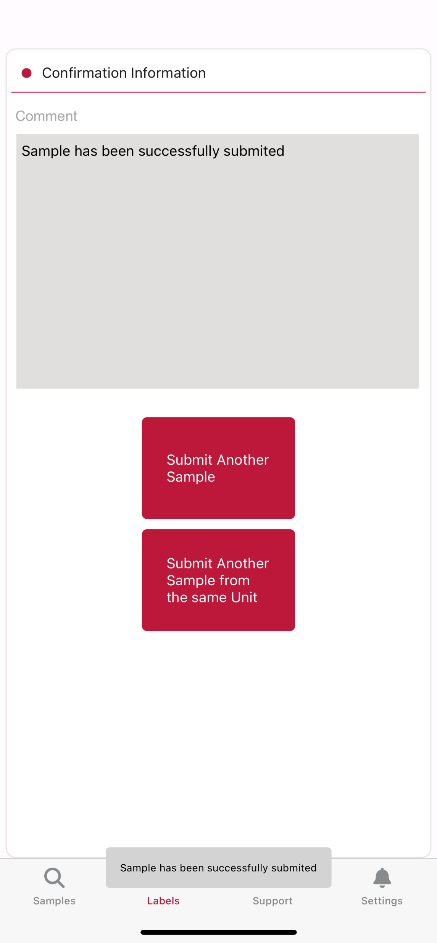 Confirmation Information
Comment
Sample has been successfully submited
Submit Another
Sample
Submit Another
Sample from
the same Unit
Sample has been successfully submited
Samples
Labels
Support
Settings